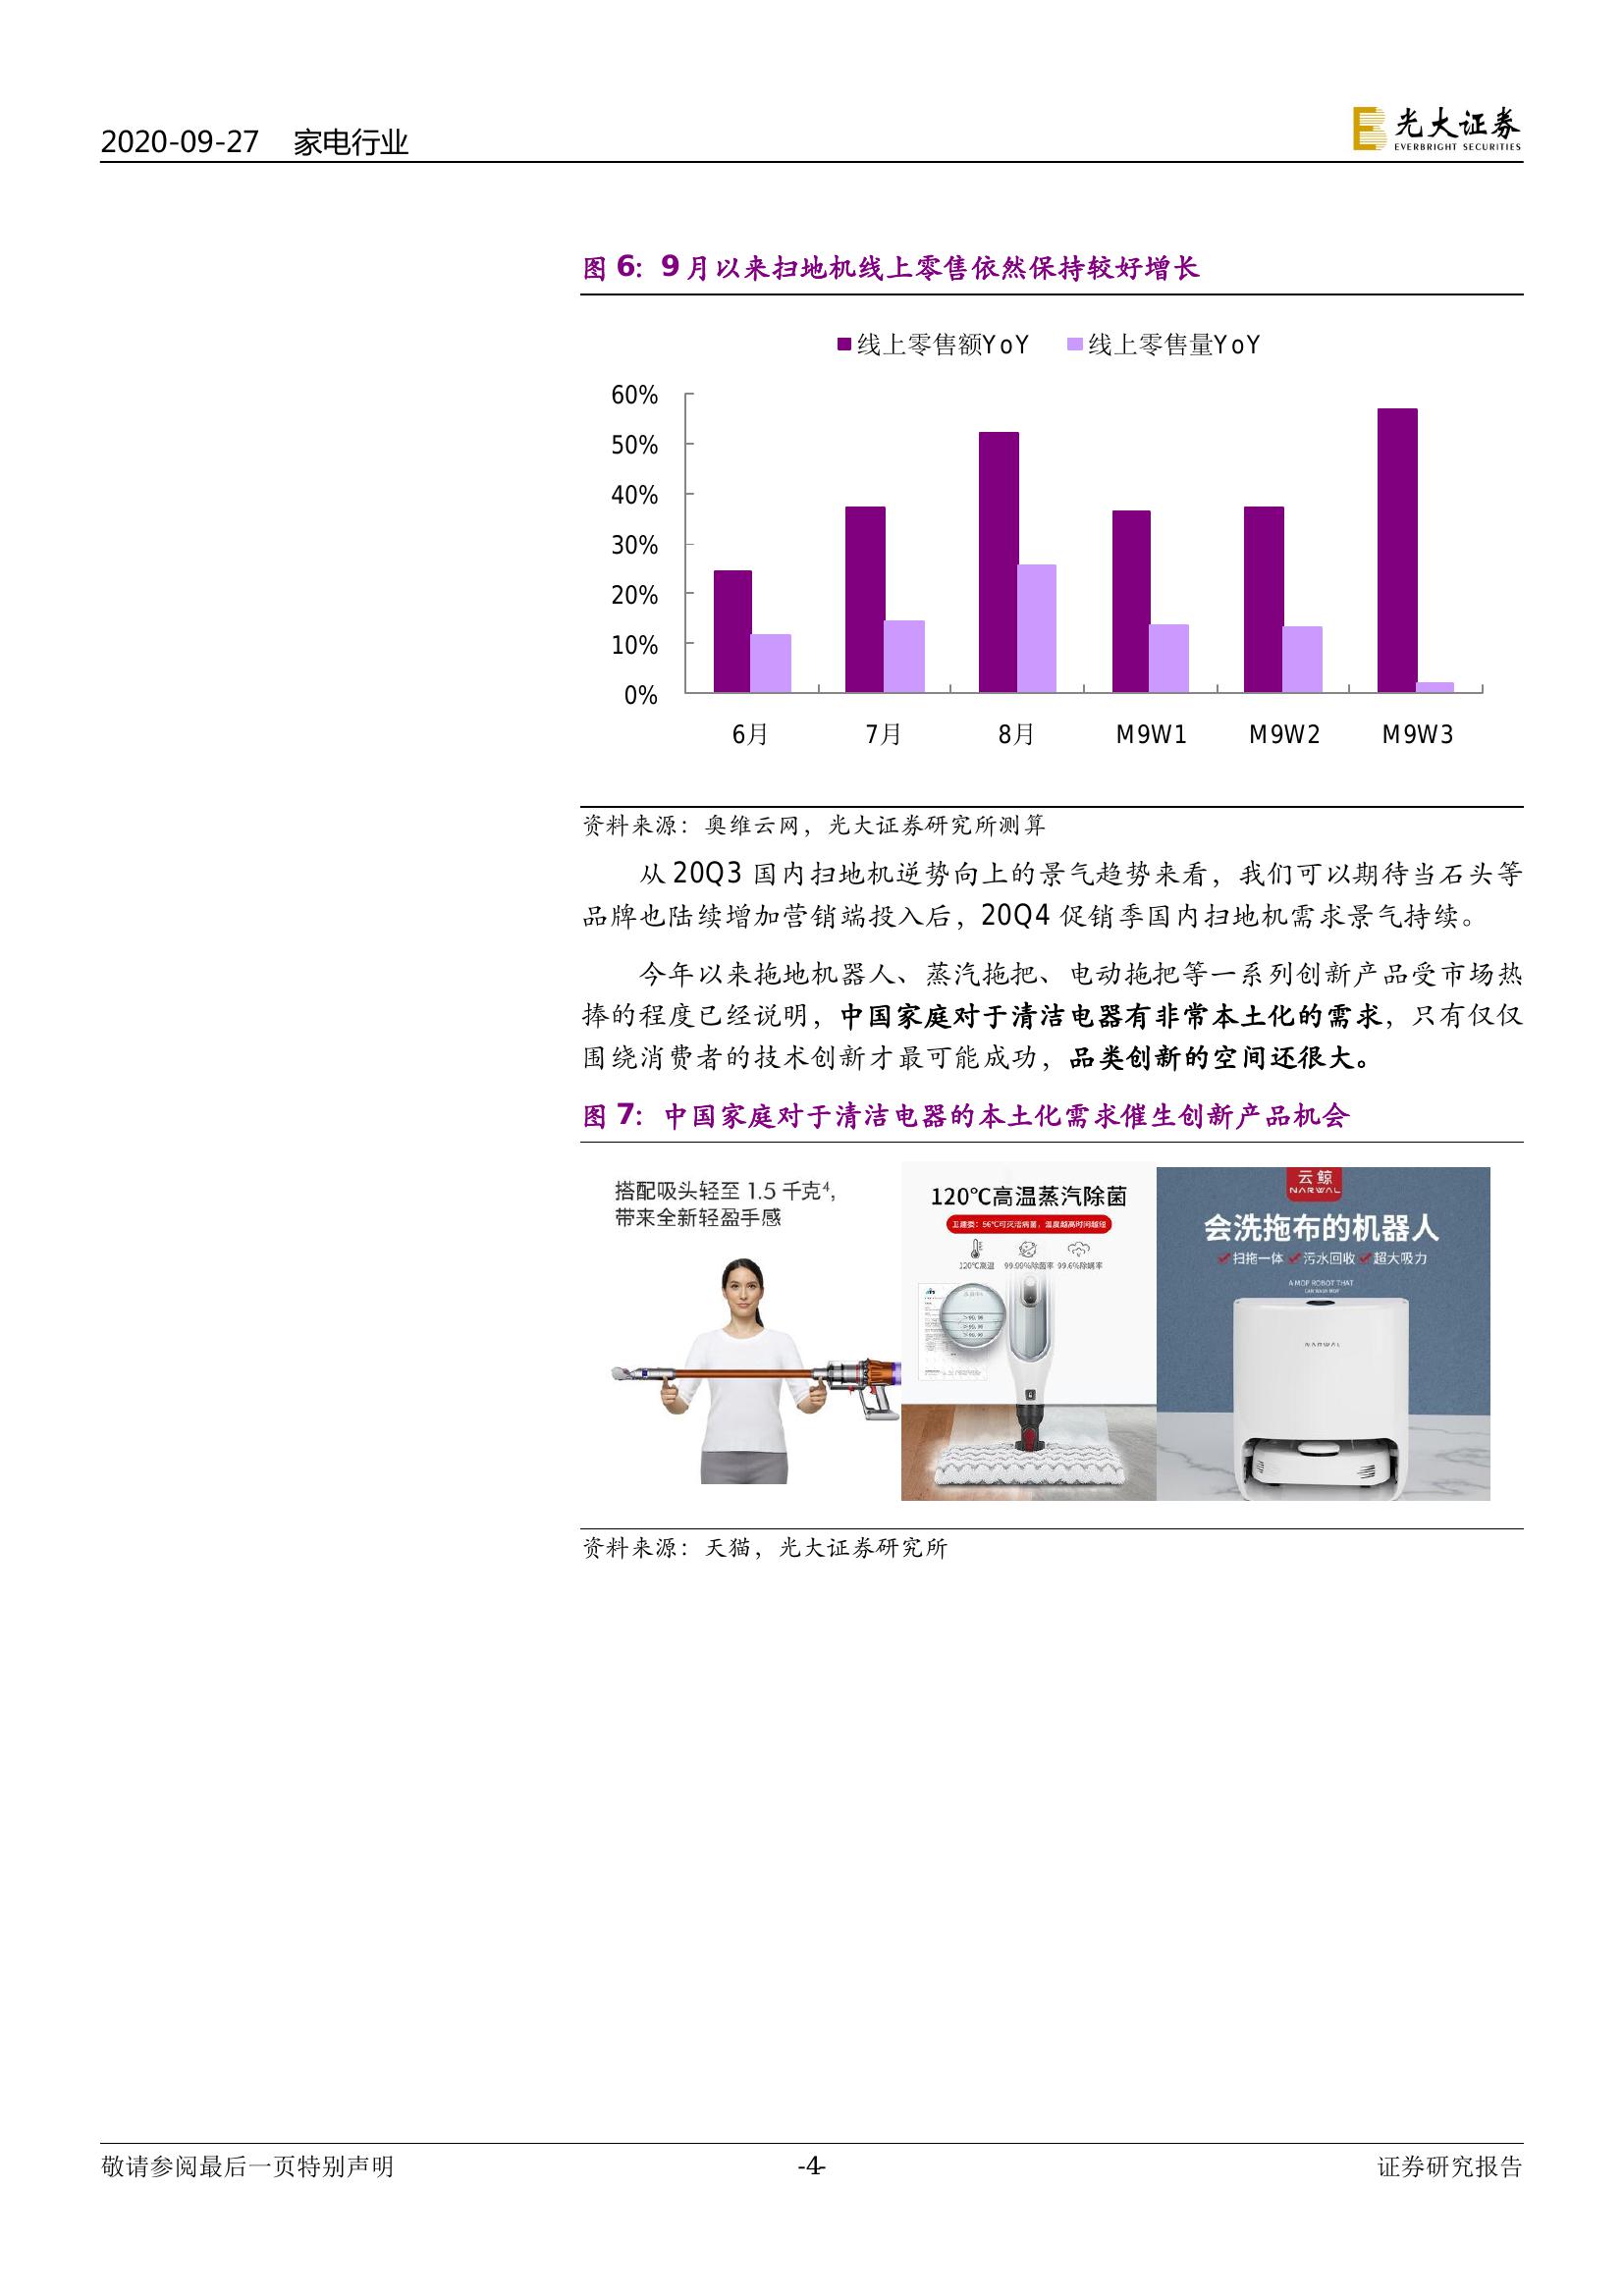 2020-09-27 家电行业
光大证券
EVERBRIGHT SECURITIES
图 6：9 月以来扫地机线上零售依然保持较好增长
线上零售额YoY 线上零售量YoY
60%
50%
40%
30%
20%
10%
0%
6月 7月 8月 M9W1 M9W2 M9W3
资料来源：奥维云网，光大证券研究所测算
从 20Q3 国内扫地机逆势向上的景气趋势来看，我们可以期待当石头等
品牌也陆续增加营销端投入后，20Q4 促销季国内扫地机需求景气持续。
今年以来拖地机器人、蒸汽拖把、电动拖把等一系列创新产品受市场热
捧的程度已经说明，中国家庭对于清洁电器有非常本土化的需求，只有仅仅
围绕消费者的技术创新才最可能成功，品类创新的空间还很大。
图 7：中国家庭对于清洁电器的本土化需求催生创新产品机会
搭配吸头轻至 1.5 千克⁴，
带来全新轻盈手感
120℃高温蒸汽除菌
卫健委：56℃可灭活病菌，温度越高时间越短
120℃高温 99.99%除菌率 99.6%除螨率
云鲸
NARWAL
会洗拖布的机器人
扫拖一体 污水回收 超大吸力
A MOP ROBOT THAT
CAN WASH MOP
NARWAL
资料来源：天猫，光大证券研究所
敬请参阅最后一页特别声明 -4- 证券研究报告